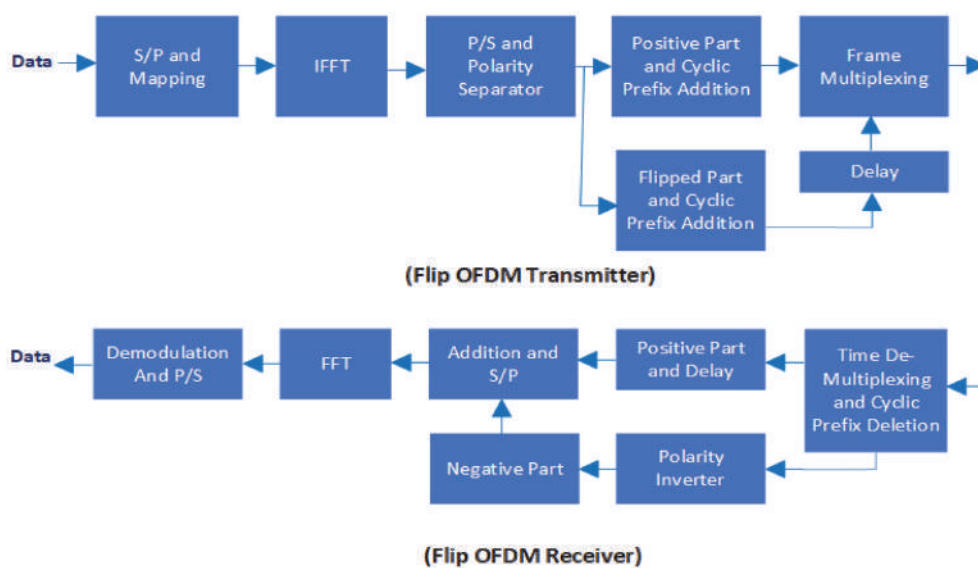 Data
S/P and
Mapping
IFFT
P/S and
Polarity
Separator
Positive Part
and Cyclic
Prefix Addition
Frame
Multiplexing
Flipped Part
and Cyclic
Prefix Addition
Delay
(Flip OFDM Transmitter)
Data
Demodulation
And P/S
FFT
Addition and
S/P
Positive Part
and Delay
Time De-
Multiplexing
and Cyclic
Prefix Deletion
Negative Part
Polarity
Inverter
(Flip OFDM Receiver)